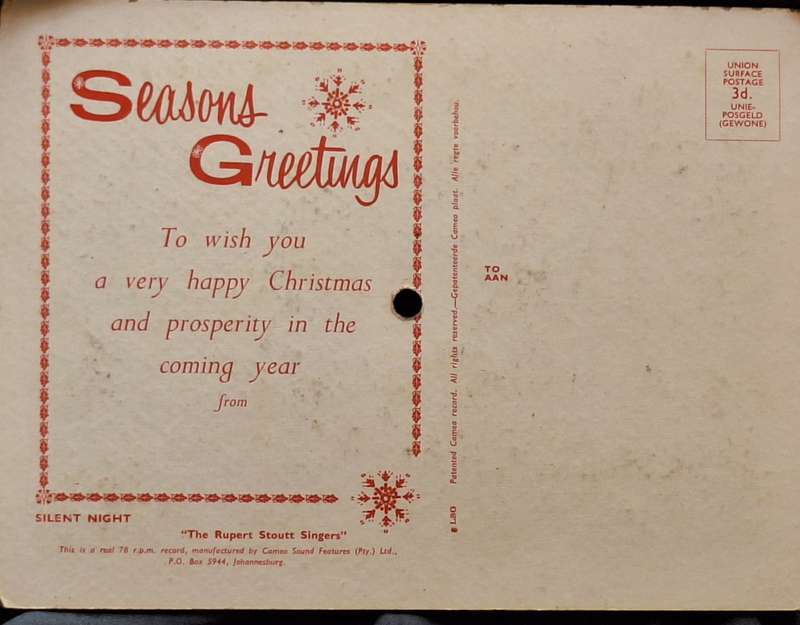 Seasons
Greetings
To wish you
a very happy Christmas
and prosperity in the
coming year
from
SILENT NIGHT
"The Rupert Stoutt Singers"
This is a real 78 r.p.m. record, manufactured by Cameo Sound Features (Pty.) Ltd.,
P.O. Box 5944, Johannesburg.
Patented Cameo record. All rights reserved.—Gepatenteerde Cameo plaat. Alle regte voorbehou.
UNION
SURFACE
POSTAGE
3d.
UNIE-
POSGELD
(GEWONE)
TO
AAN